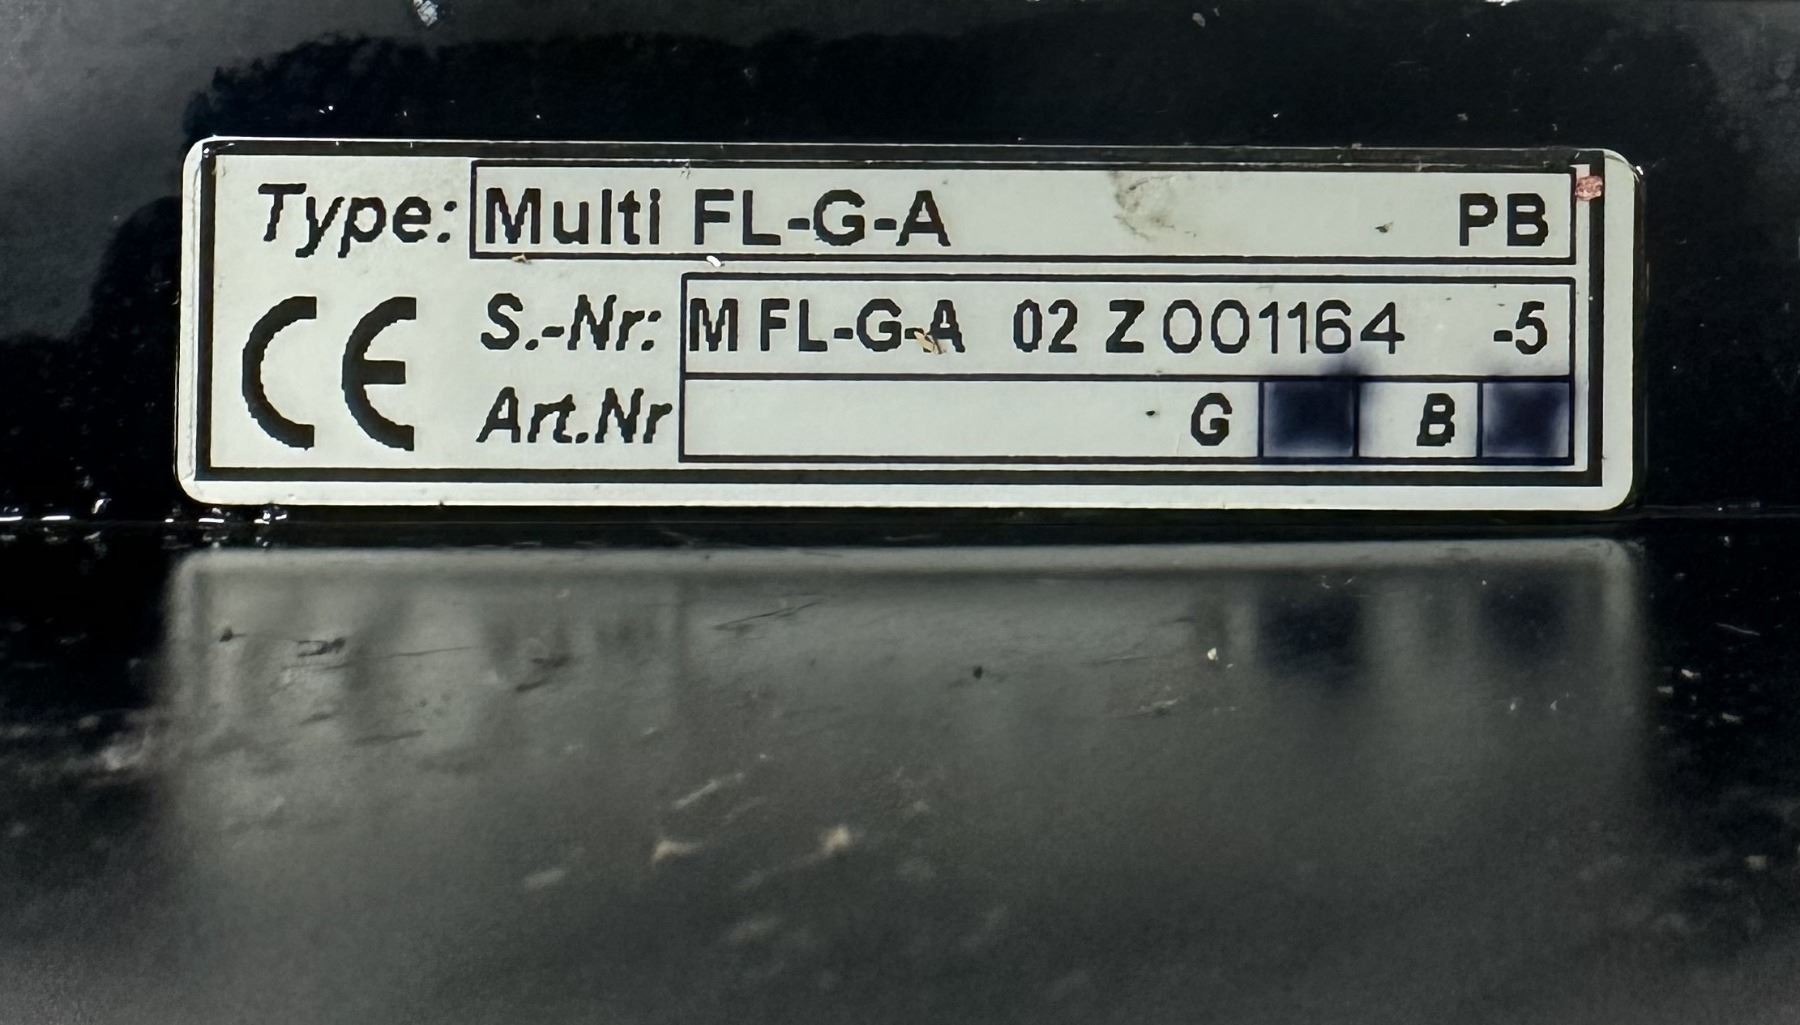 Type: Multi FL-G-A PB
CE S.-Nr: M FL-G-A 02 Z 001164 -5
Art.Nr G B